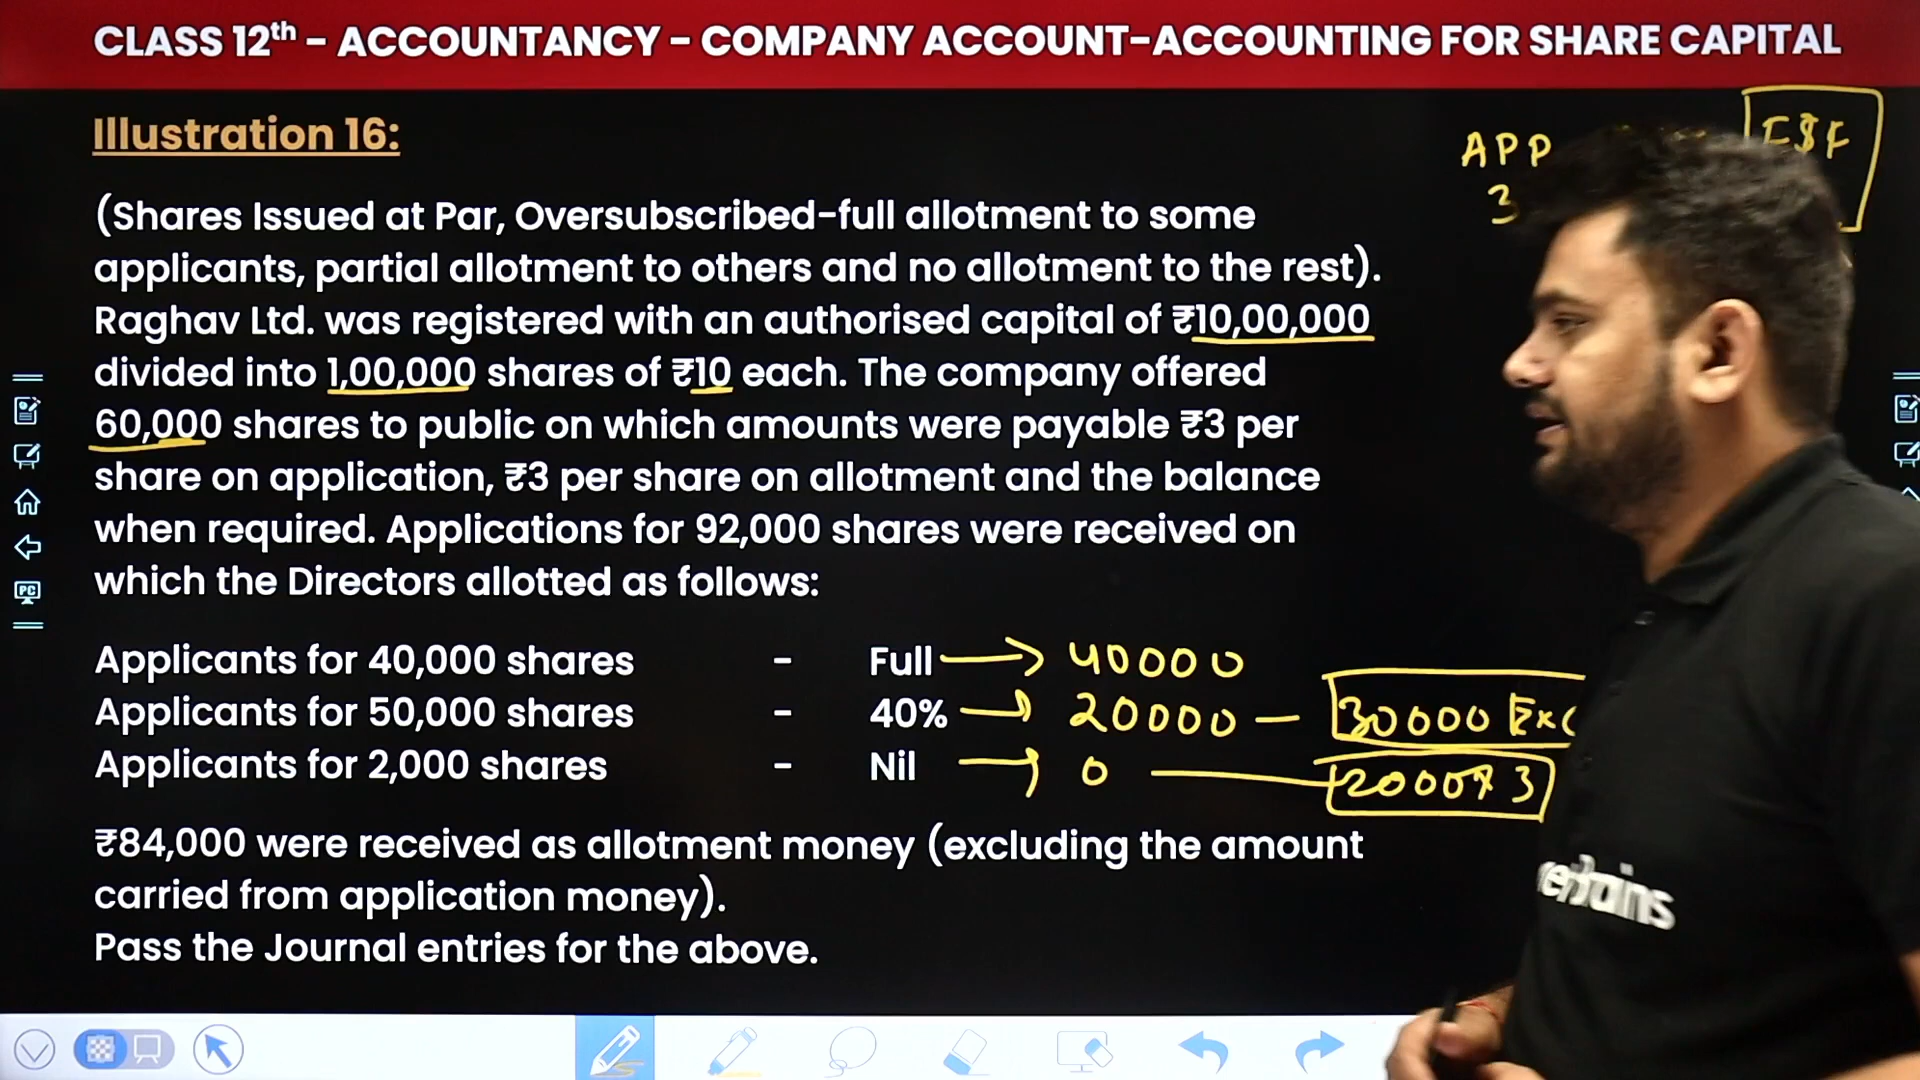 CLASS 12th - ACCOUNTANCY - COMPANY ACCOUNT-ACCOUNTING FOR SHARE CAPITAL
Illustration 16:
APP
3
(Shares Issued at Par, Oversubscribed-full allotment to some
applicants, partial allotment to others and no allotment to the rest).
Raghav Ltd. was registered with an authorised capital of ₹10,00,000
divided into 1,00,000 shares of ₹10 each. The company offered
60,000 shares to public on which amounts were payable ₹3 per
share on application, ₹3 per share on allotment and the balance
when required. Applications for 92,000 shares were received on
which the Directors allotted as follows:
Applicants for 40,000 shares - Full → 40000
Applicants for 50,000 shares - 40% → 20000 — 30000
Applicants for 2,000 shares - Nil → 0 — 2000x3
₹84,000 were received as allotment money (excluding the amount
carried from application money).
Pass the Journal entries for the above.
PC